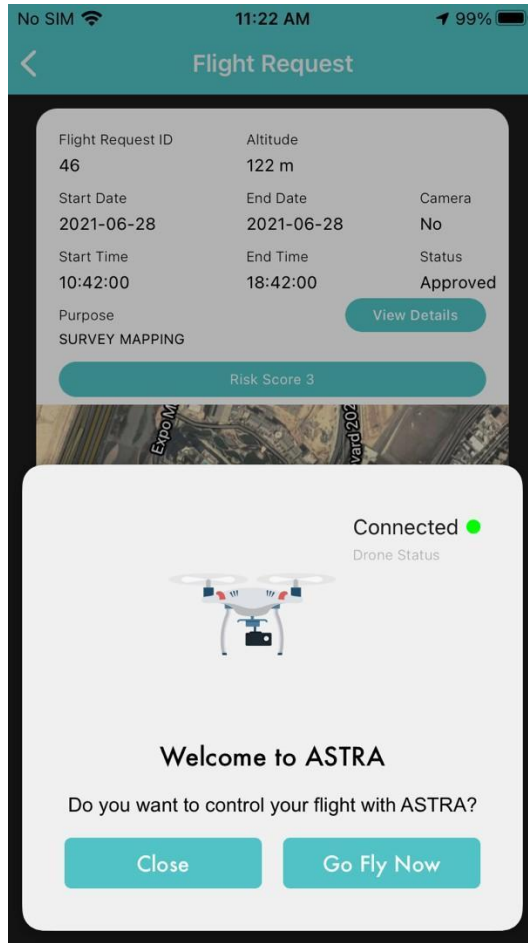 No SIM 11:22 AM 99%
Flight Request
Flight Request ID Altitude
46 122 m
Start Date End Date Camera
2021-06-28 2021-06-28 No
Start Time End Time Status
10:42:00 18:42:00 Approved
Purpose View Details
SURVEY MAPPING
Risk Score 3
Expo M
vard 202
Connected
Drone Status
Welcome to ASTRA
Do you want to control your flight with ASTRA?
Close Go Fly Now